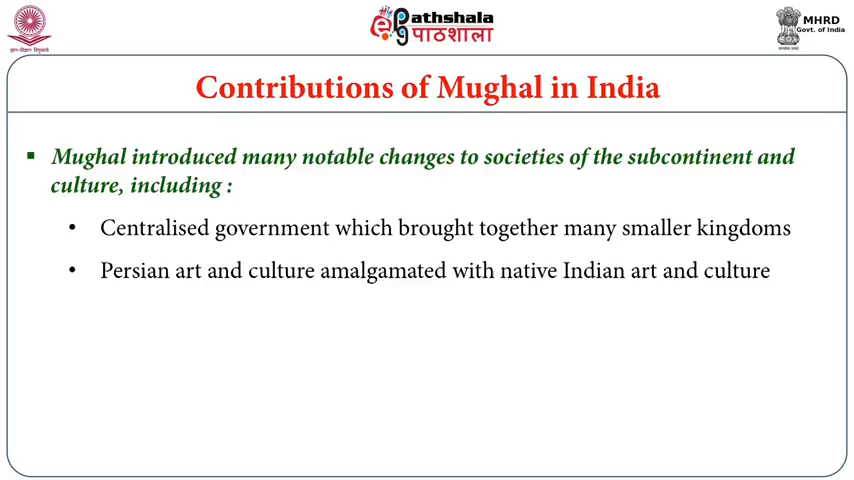 ePathshala
पाठशाला
MHRD
Govt. of India
Contributions of Mughal in India
Mughal introduced many notable changes to societies of the subcontinent and
culture, including :
• Centralised government which brought together many smaller kingdoms
• Persian art and culture amalgamated with native Indian art and culture